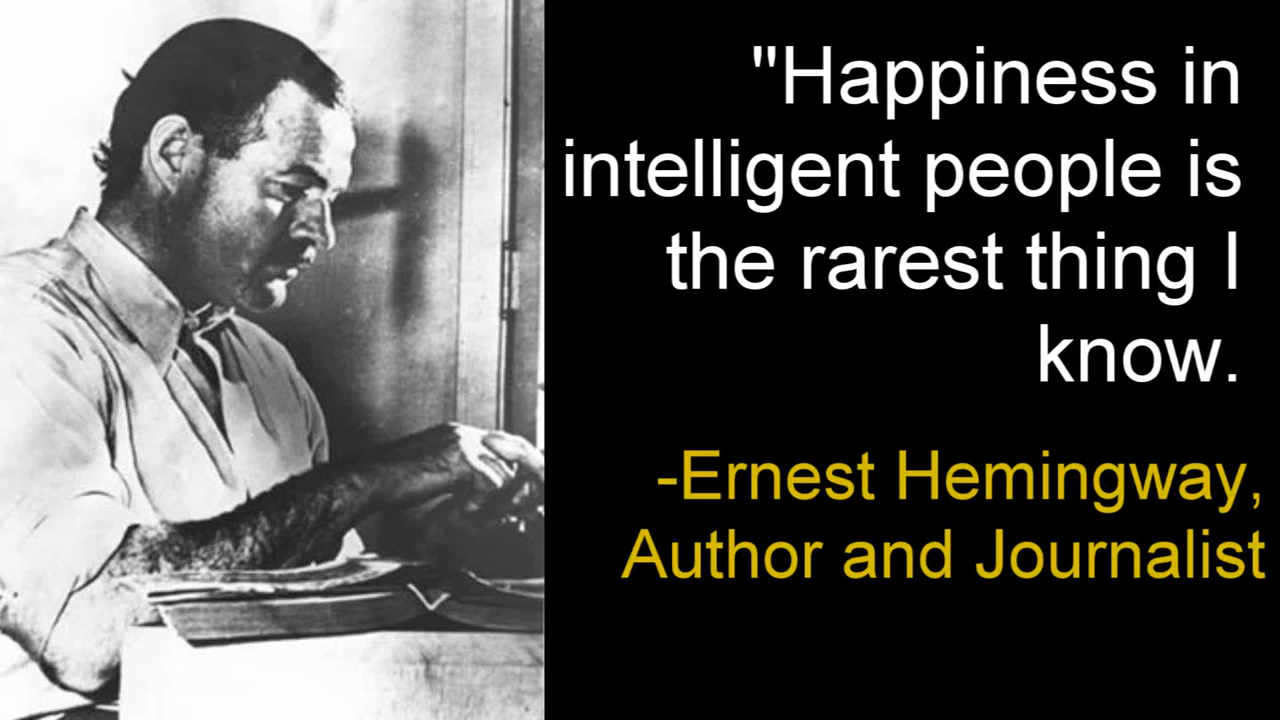 "Happiness in
intelligent people is
the rarest thing I
know.
-Ernest Hemingway,
Author and Journalist